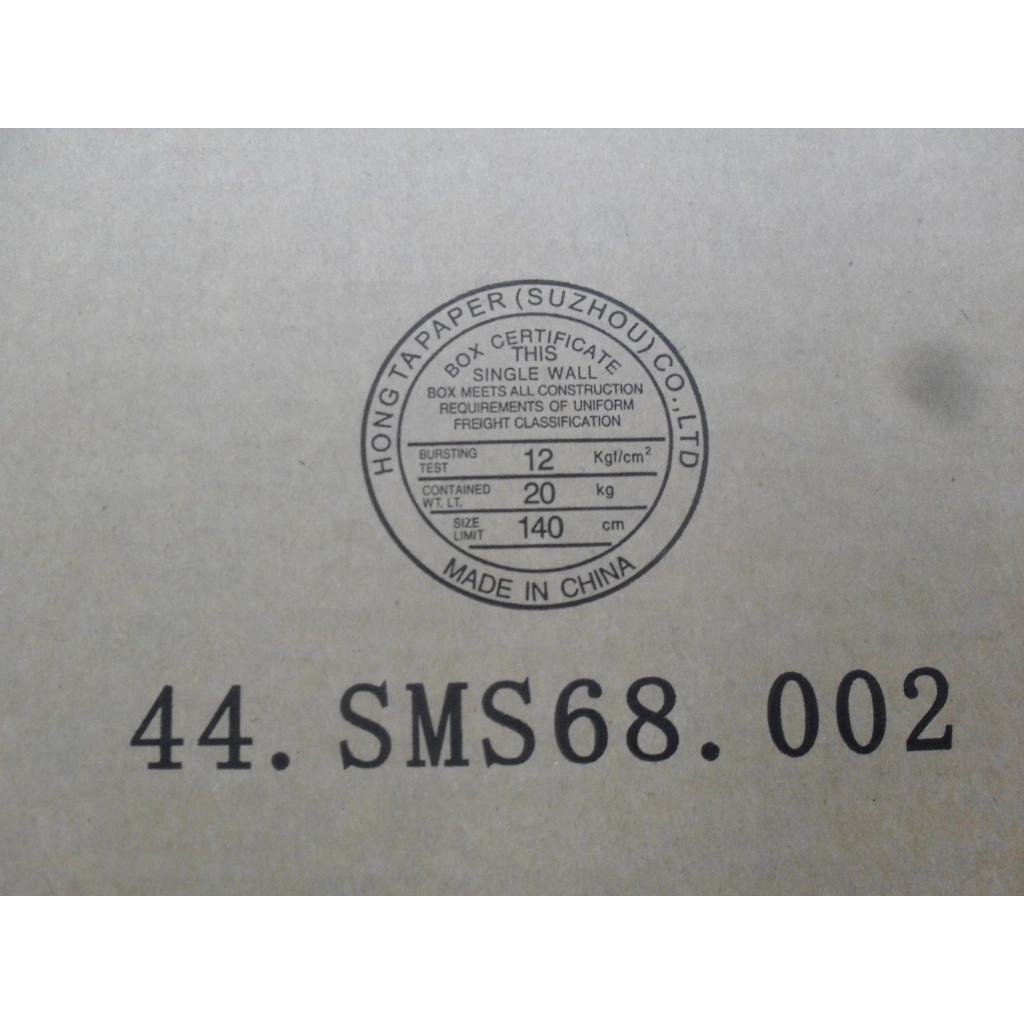 HONGTA PAPER (SUZHOU) CO.,LTD
BOX CERTIFICATE
THIS
SINGLE WALL
BOX MEETS ALL CONSTRUCTION
REQUIREMENTS OF UNIFORM
FREIGHT CLASSIFICATION
BURSTING TEST 12 Kgf/cm²
CONTAINED WT. LT. 20 kg
SIZE LIMIT 140 cm
MADE IN CHINA
44.SMS68.002